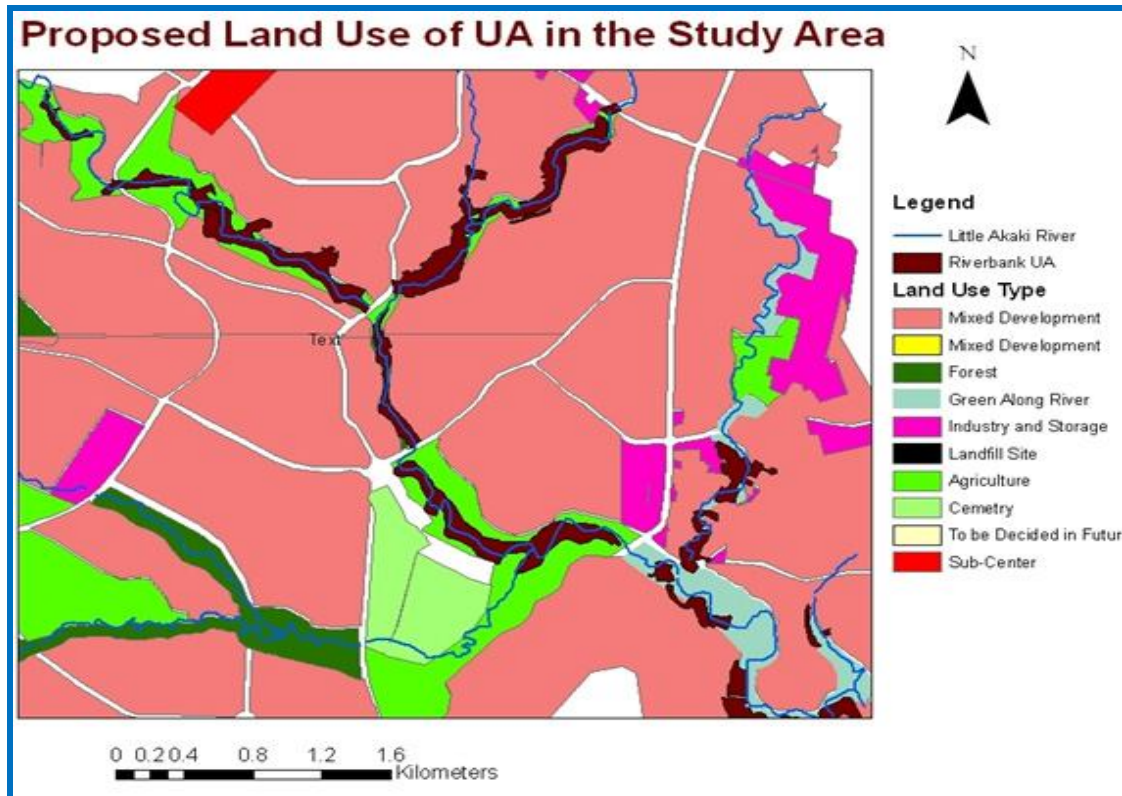 Proposed Land Use of UA in the Study Area
N
Text
Legend
Little Akaki River
Riverbank UA
Land Use Type
Mixed Development
Mixed Development
Forest
Green Along River
Industry and Storage
Landfill Site
Agriculture
Cemetry
To be Decided in Futur
Sub-Center
0 0.2 0.4 0.8 1.2 1.6
Kilometers